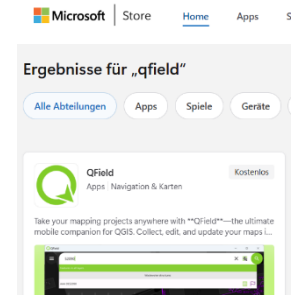 Microsoft Store Home Apps S
Ergebnisse für „qfield“
Alle Abteilungen Apps Spiele Geräte
QField Kostenlos
Apps Navigation & Karten
Take your mapping projects anywhere with **QField**—the ultimate
mobile companion for QGIS. Collect, edit, and update your maps i...